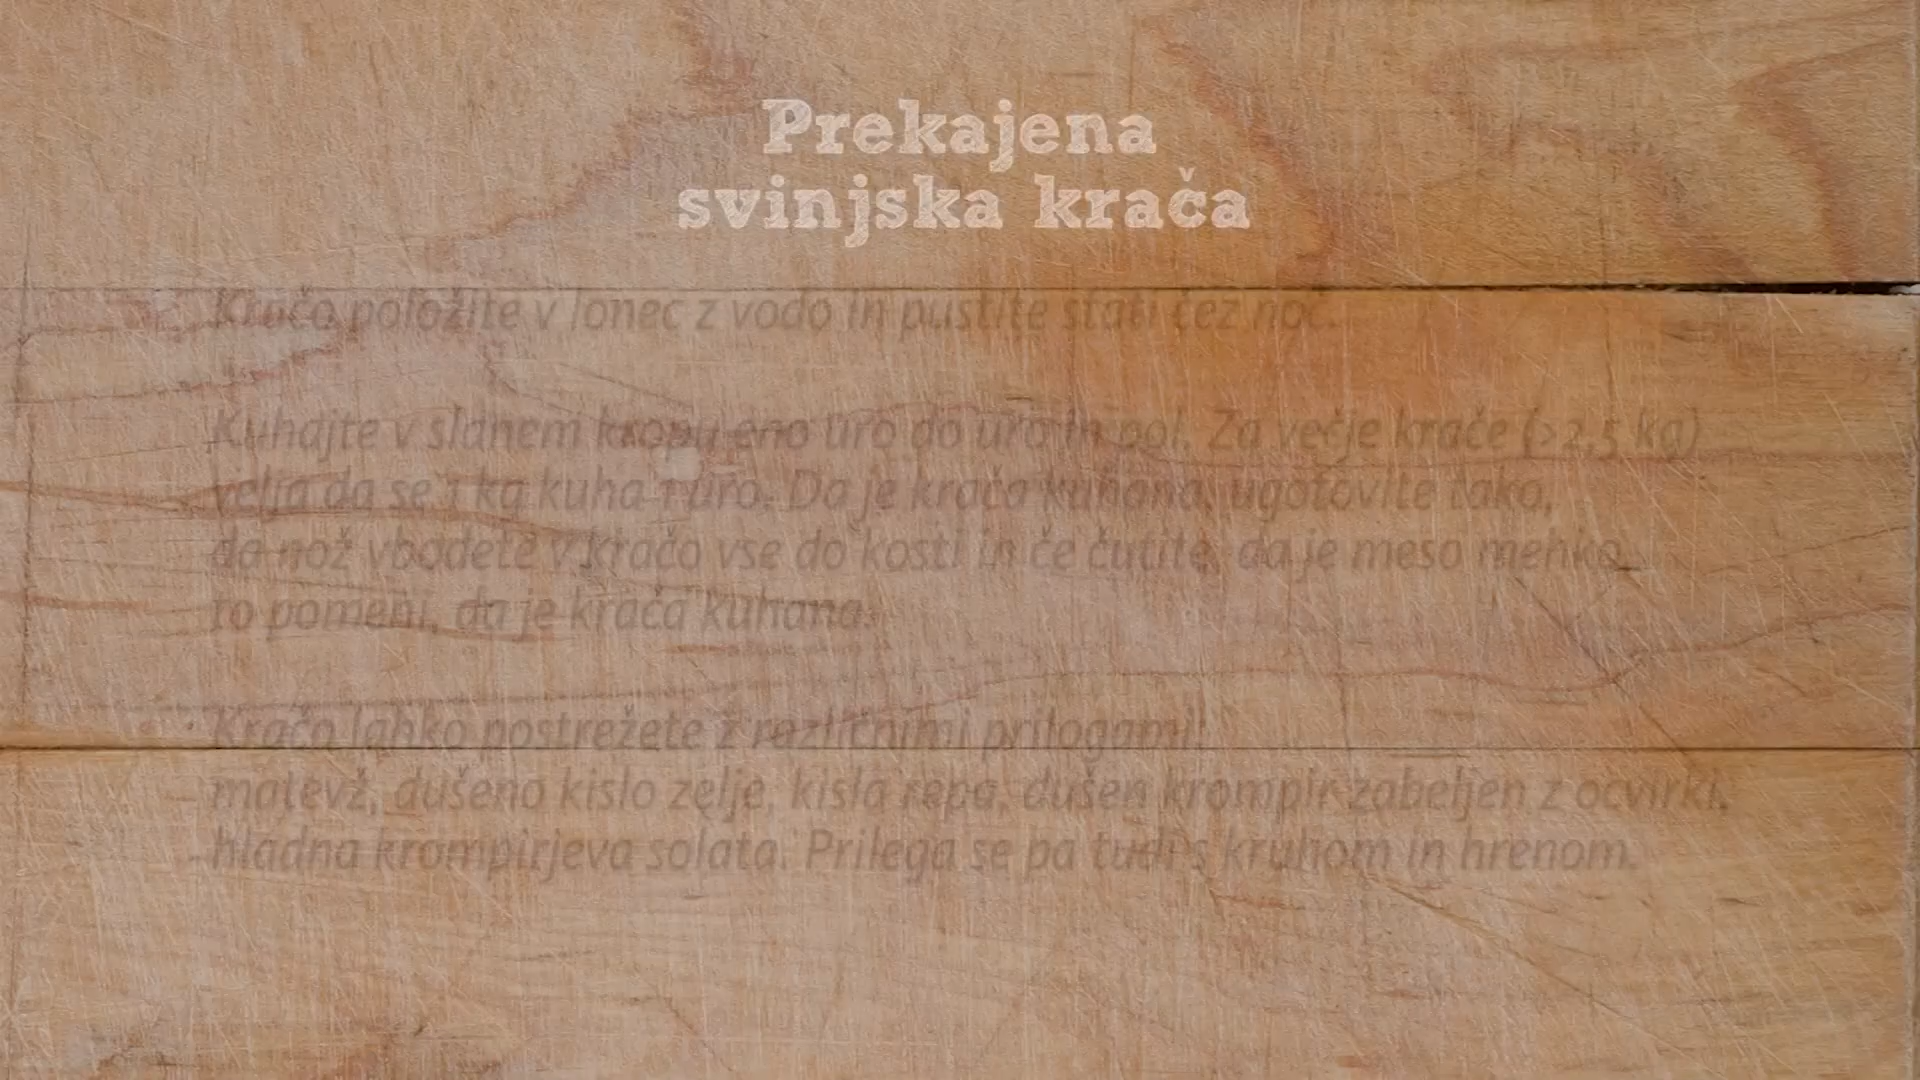 Prekajena
svinjska krača
Kračo položite v lonec z vodo in pustite stati čez noč.
Kuhajte v slanem kropu eno uro do uro in pol. Za večje krače (>2,5 kg)
velja da se 1 kg kuha 1 uro. Da je krača kuhana, ugotovite tako,
da nož vbodete v kračo vse do kosti in če čutite, da je meso mehko,
to pomeni, da je krača kuhana.
Kračo lahko postrežete z različnimi prilogami:
matevž, dušeno kislo zelje, kisla repa, dušen krompir zabeljen z ocvirki,
hladna krompirjeva solata. Prilega se pa tudi s kruhom in hrenom.